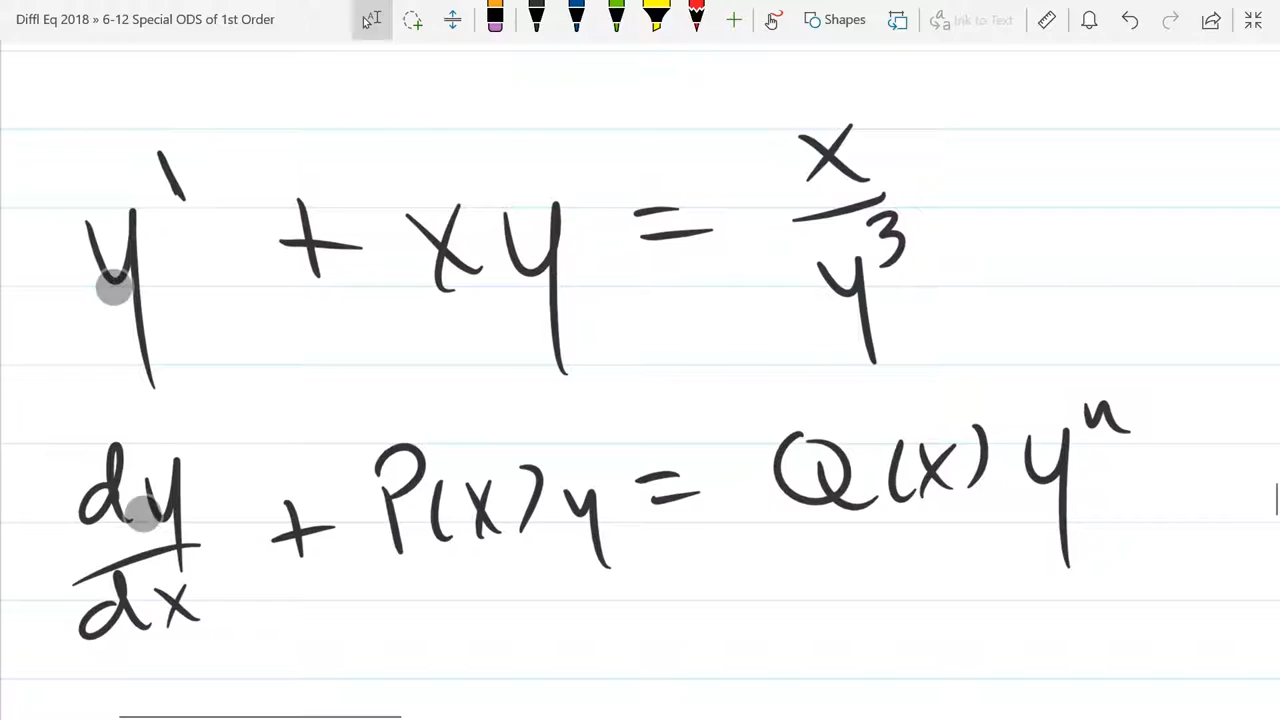 Diffl Eq 2018 » 6-12 Special ODS of 1st Order
Shapes
Ink to Text
y' + xy = x/y³
dy/dx + P(x)y = Q(x)yⁿ